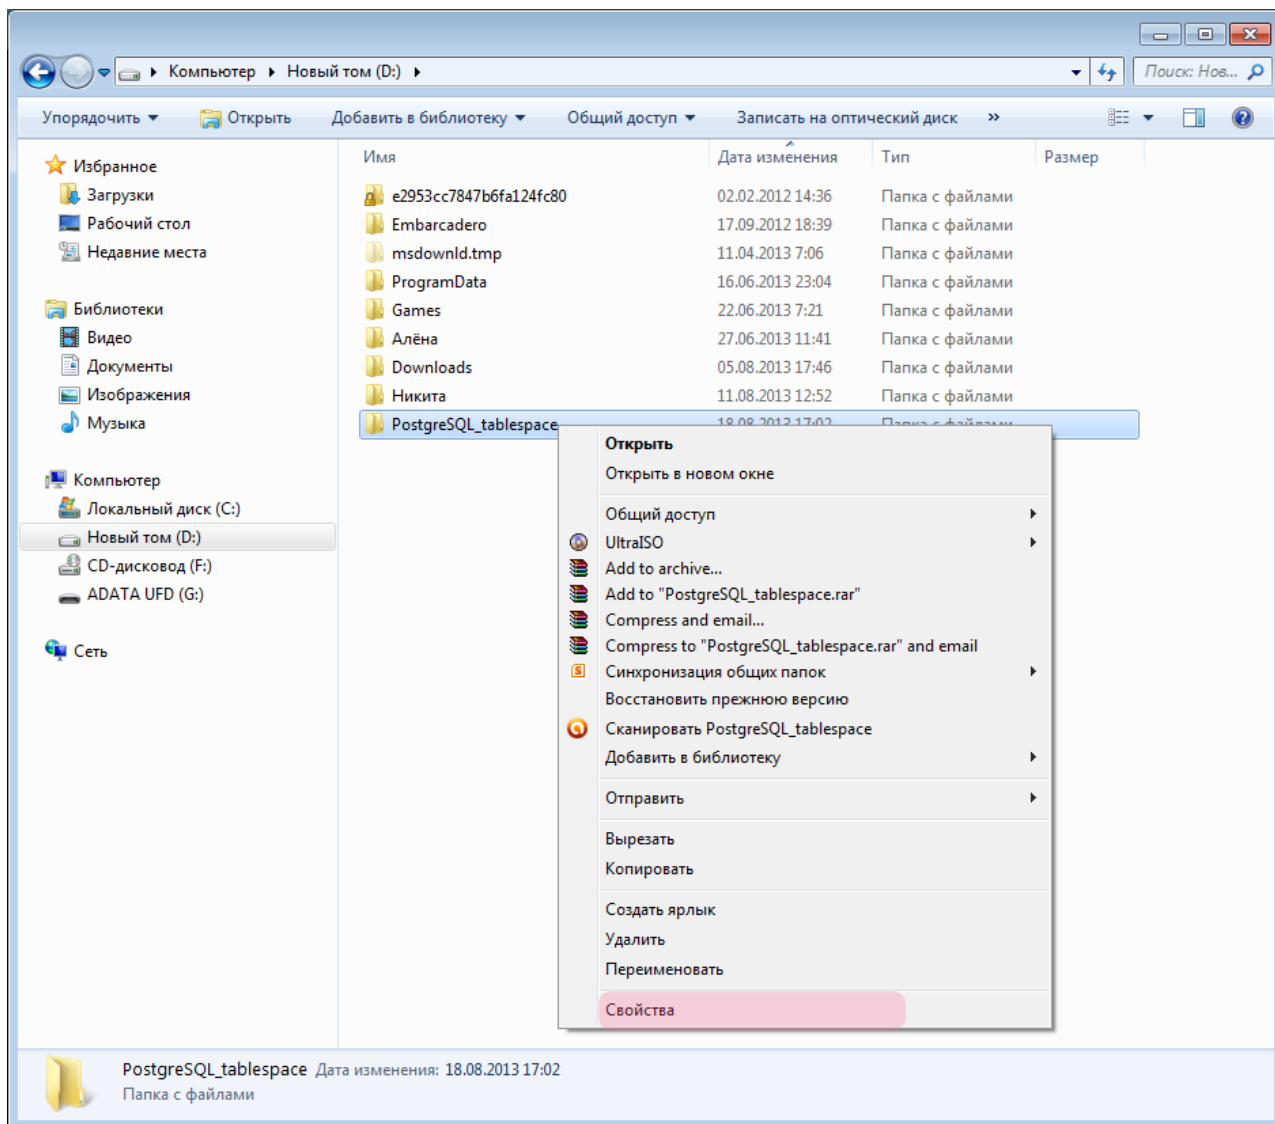 Компьютер Новый том (D:)
Поиск: Нов...
Упорядочить Открыть Добавить в библиотеку Общий доступ Записать на оптический диск »
Избранное
Загрузки
Рабочий стол
Недавние места
Библиотеки
Видео
Документы
Изображения
Музыка
Компьютер
Локальный диск (C:)
Новый том (D:)
CD-дисковод (F:)
ADATA UFD (G:)
Сеть
Имя Дата изменения Тип Размер
e2953cc7847b6fa124fc80 02.02.2012 14:36 Папка с файлами
Embarcadero 17.09.2012 18:39 Папка с файлами
msdownld.tmp 11.04.2013 7:06 Папка с файлами
ProgramData 16.06.2013 23:04 Папка с файлами
Games 22.06.2013 7:21 Папка с файлами
Алёна 27.06.2013 11:41 Папка с файлами
Downloads 05.08.2013 17:46 Папка с файлами
Никита 11.08.2013 12:52 Папка с файлами
PostgreSQL_tablespace 18.08.2013 17:02 Папка с файлами
Открыть
Открыть в новом окне
Общий доступ
UltraISO
Add to archive...
Add to "PostgreSQL_tablespace.rar"
Compress and email...
Compress to "PostgreSQL_tablespace.rar" and email
Синхронизация общих папок
Восстановить прежнюю версию
Сканировать PostgreSQL_tablespace
Добавить в библиотеку
Отправить
Вырезать
Копировать
Создать ярлык
Удалить
Переименовать
Свойства
PostgreSQL_tablespace Дата изменения: 18.08.2013 17:02
Папка с файлами